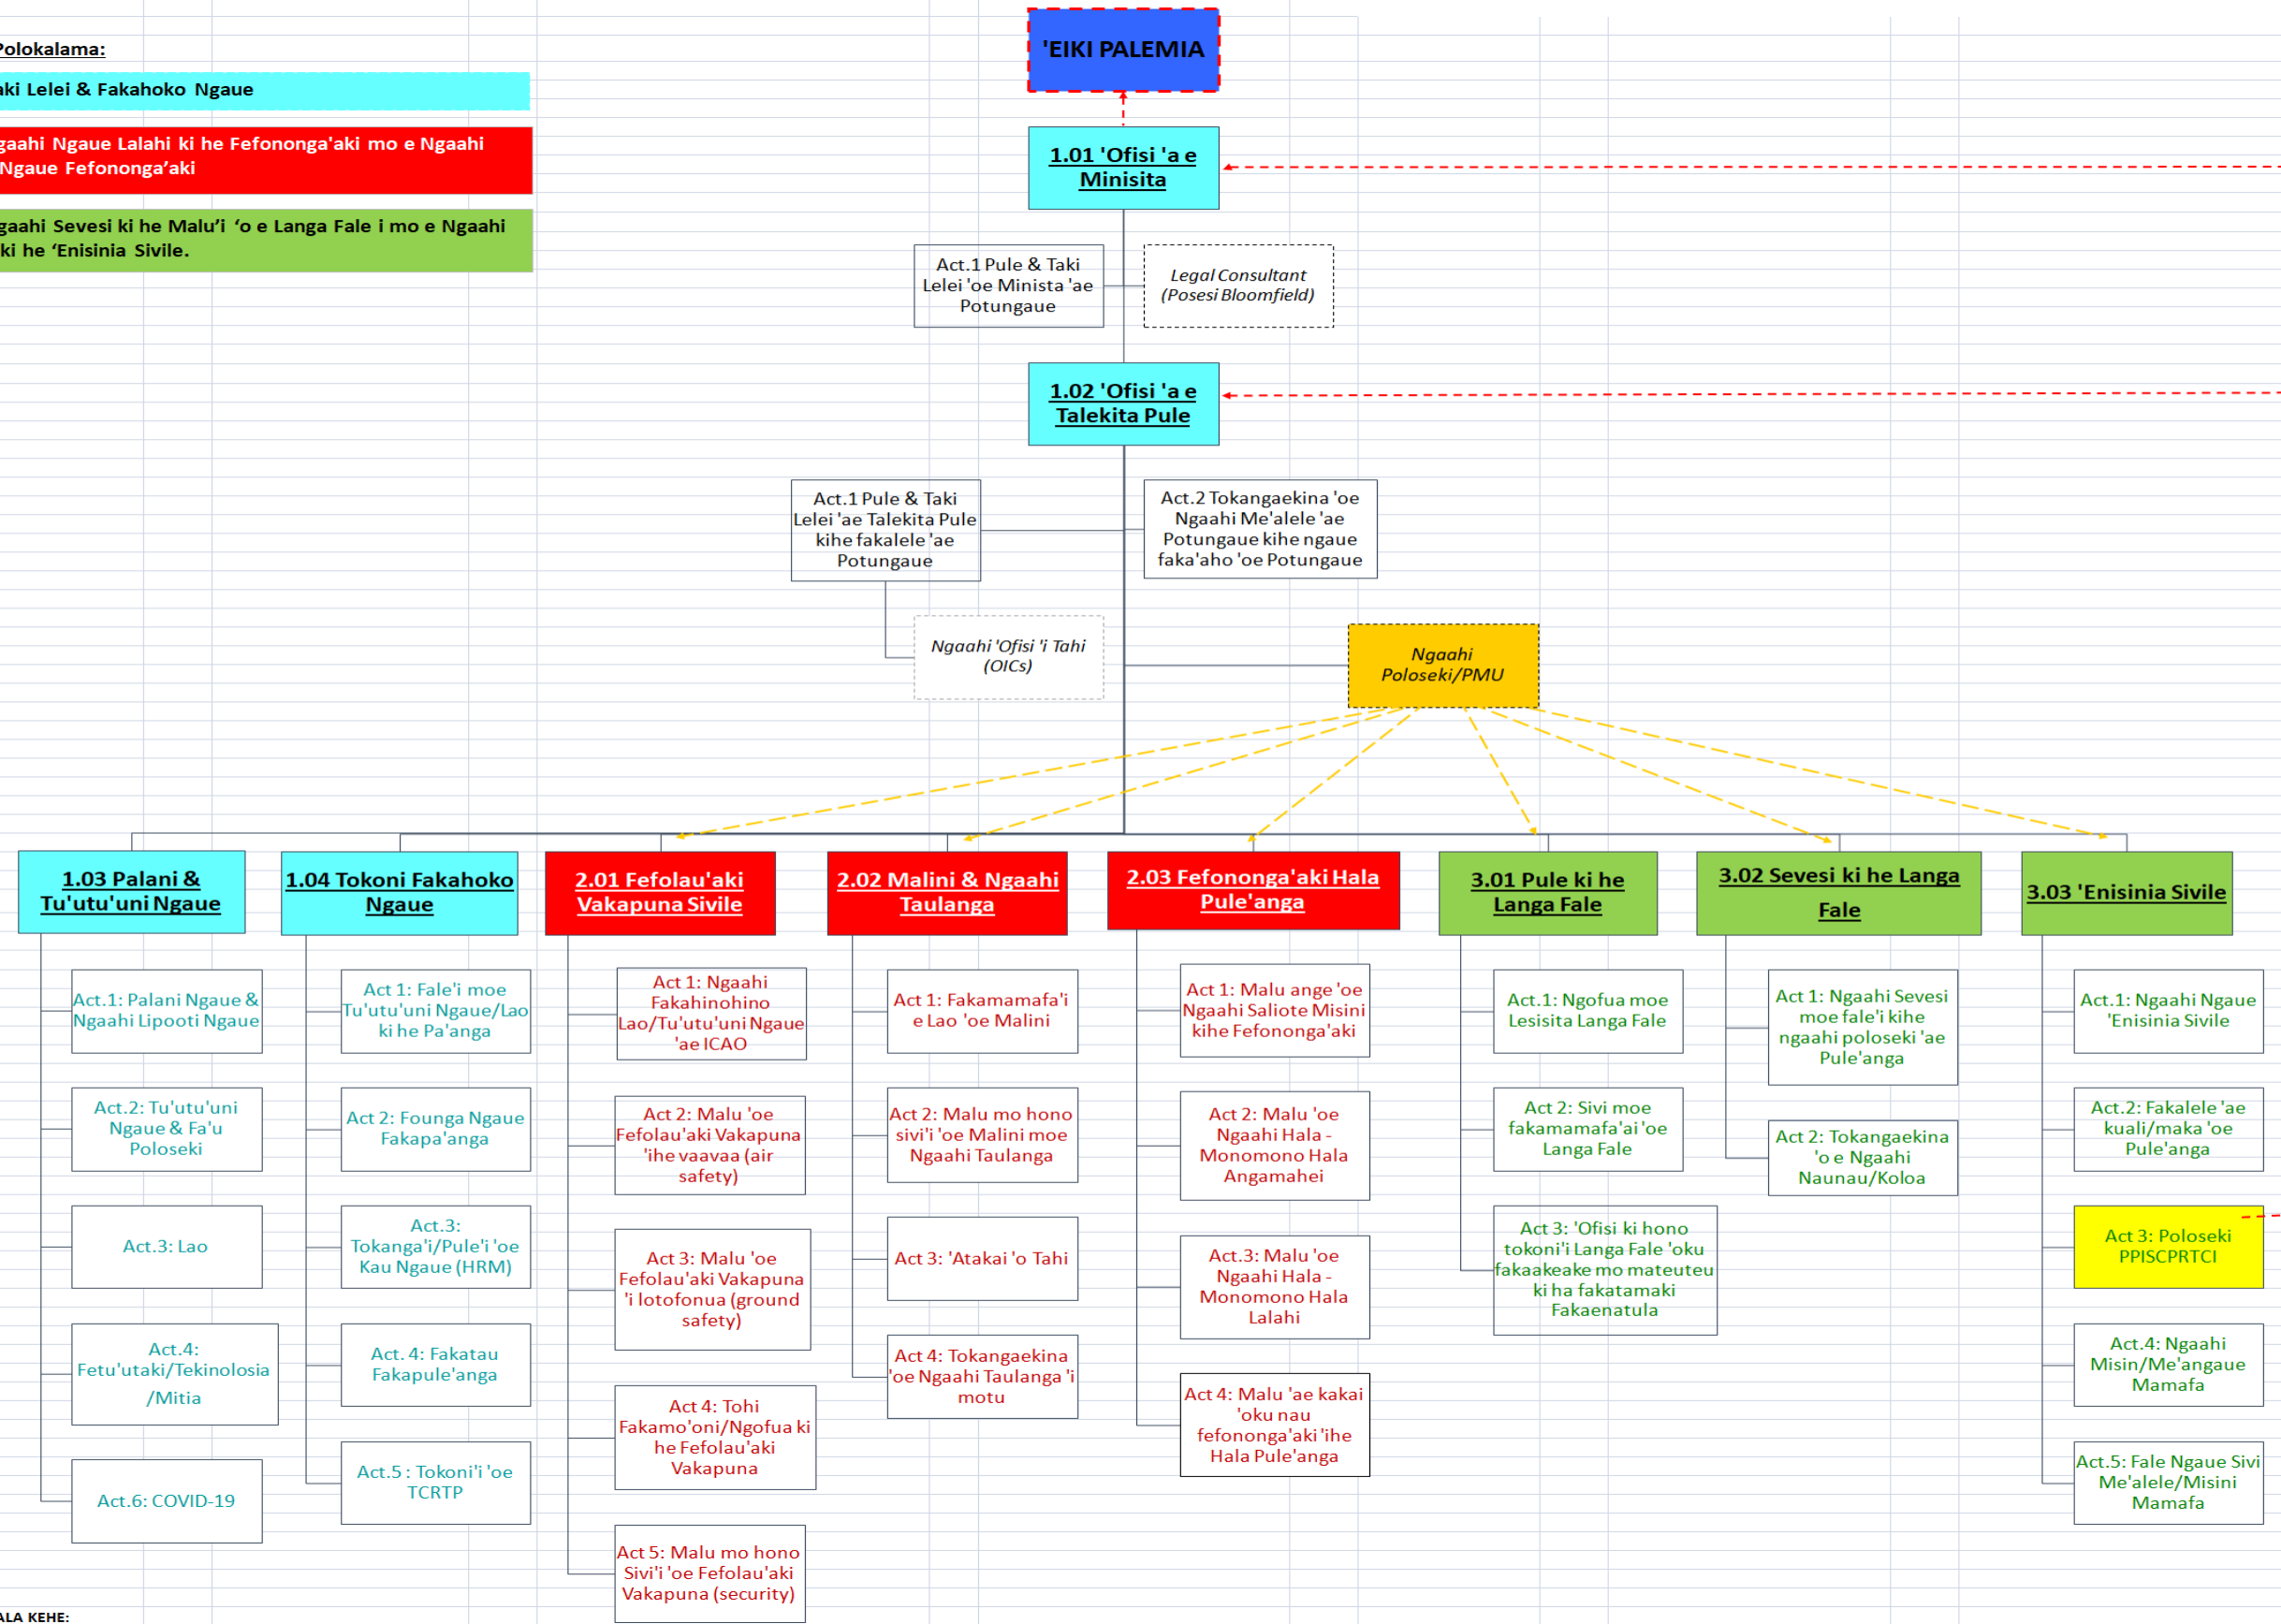 Polokalama:
'EIKI PALEMIA
aki Lelei & Fakahoko Ngaue
gaahi Ngaue Lalahi ki he Fefononga'aki mo e Ngaahi
Ngaue Fefononga’aki
gaahi Sevesi ki he Malu’i ‘o e Langa Fale i mo e Ngaahi
ki he ‘Enisinia Sivile.
1.01 'Ofisi 'a e
Minisita
Act.1 Pule & Taki
Lelei 'oe Minista 'ae
Potungaue
Legal Consultant
(Posesi Bloomfield)
1.02 'Ofisi 'a e
Talekita Pule
Act.1 Pule & Taki
Lelei 'ae Talekita Pule
kihe fakalele 'ae
Potungaue
Act.2 Tokangaekina 'oe
Ngaahi Me'alele 'ae
Potungaue kihe ngaue
faka'aho 'oe Potungaue
Ngaahi 'Ofisi 'i Tahi
(OICs)
Ngaahi
Poloseki/PMU
1.03 Palani &
Tu'utu'uni Ngaue
Act.1: Palani Ngaue &
Ngaahi Lipooti Ngaue
Act.2: Tu'utu'uni
Ngaue & Fa'u
Poloseki
Act.3: Lao
Act.4:
Fetu'utaki/Tekinolosia
/Mitia
Act.6: COVID-19
1.04 Tokoni Fakahoko
Ngaue
Act 1: Fale'i moe
Tu'utu'uni Ngaue/Lao
ki he Pa'anga
Act 2: Founga Ngaue
Fakapa'anga
Act.3:
Tokanga'i/Pule'i 'oe
Kau Ngaue (HRM)
Act. 4: Fakatau
Fakapule'anga
Act.5 : Tokoni'i 'oe
TCRTP
2.01 Fefolau'aki
Vakapuna Sivile
Act 1: Ngaahi
Fakahinohino
Lao/Tu'utu'uni Ngaue
'ae ICAO
Act 2: Malu 'oe
Fefolau'aki Vakapuna
'ihe vaavaa (air
safety)
Act 3: Malu 'oe
Fefolau'aki Vakapuna
'i lotofonua (ground
safety)
Act 4: Tohi
Fakamo'oni/Ngofua ki
he Fefolau'aki
Vakapuna
Act 5: Malu mo hono
Sivi'i 'oe Fefolau'aki
Vakapuna (security)
2.02 Malini & Ngaahi
Taulanga
Act 1: Fakamamafa'i
e Lao 'oe Malini
Act 2: Malu mo hono
sivi'i 'oe Malini moe
Ngaahi Taulanga
Act 3: 'Atakai 'o Tahi
Act 4: Tokangaekina
'oe Ngaahi Taulanga 'i
motu
2.03 Fefononga'aki Hala
Pule'anga
Act 1: Malu ange 'oe
Ngaahi Saliote Misini
kihe Fefononga'aki
Act 2: Malu 'oe
Ngaahi Hala -
Monomono Hala
Angamahei
Act.3: Malu 'oe
Ngaahi Hala -
Monomono Hala
Lalahi
Act 4: Malu 'ae kakai
'oku nau
fefononga'aki 'ihe
Hala Pule'anga
3.01 Pule ki he
Langa Fale
Act.1: Ngofua moe
Lesisita Langa Fale
Act 2: Sivi moe
fakamamafa'ai 'oe
Langa Fale
Act 3: 'Ofisi ki hono
tokoni'i Langa Fale 'oku
fakaakeake mo mateuteu
ki ha fakatamaki
Fakaenatula
3.02 Sevesi ki he Langa
Fale
Act 1: Ngaahi Sevesi
moe fale'i kihe
ngaahi poloseki 'ae
Pule'anga
Act 2: Tokangaekina
'o e Ngaahi
Naunau/Koloa
3.03 'Enisinia Sivile
Act.1: Ngaahi Ngaue
'Enisinia Sivile
Act.2: Fakalele 'ae
kuali/maka 'oe
Pule'anga
Act 3: Poloseki
PPISCPRTCI
Act.4: Ngaahi
Misin/Me'angaue
Mamafa
Act.5: Fale Ngaue Sivi
Me'alele/Misini
Mamafa
ALA KEHE: